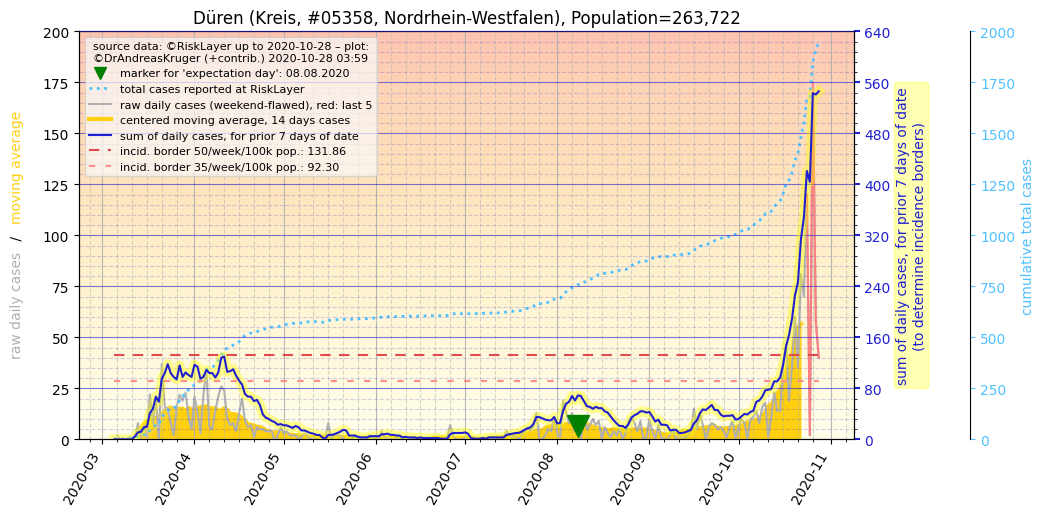 Düren (Kreis, #05358, Nordrhein-Westfalen), Population=263,722
source data: ©RiskLayer up to 2020-10-28 – plot:
©DrAndreasKruger (+contrib.) 2020-10-28 03:59
marker for 'expectation day': 08.08.2020
total cases reported at RiskLayer
raw daily cases (weekend-flawed), red: last 5
centered moving average, 14 days cases
sum of daily cases, for prior 7 days of date
incid. border 50/week/100k pop.: 131.86
incid. border 35/week/100k pop.: 92.30
raw daily cases / moving average
200
175
150
125
100
75
50
25
0
640
560
480
400
320
240
160
80
0
sum of daily cases, for prior 7 days of date
(to determine incidence borders)
2000
1750
1500
1250
1000
750
500
250
0
cumulative total cases
2020-03
2020-04
2020-05
2020-06
2020-07
2020-08
2020-09
2020-10
2020-11